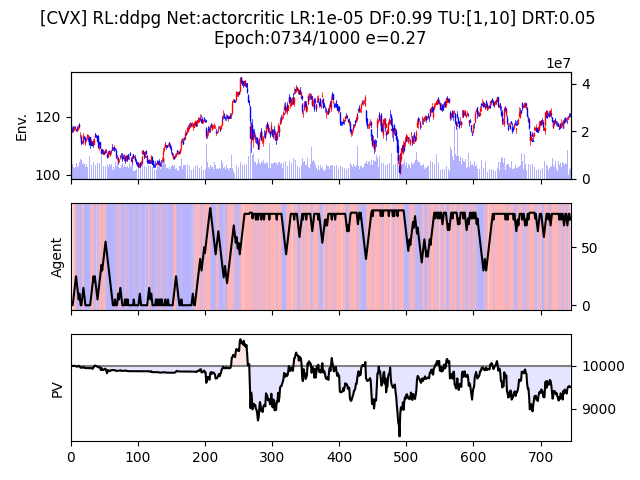 [CVX] RL:ddpg Net:actorcritic LR:1e-05 DF:0.99 TU:[1,10] DRT:0.05
Epoch:0734/1000 e=0.27
1e7
Env.
120
100
4
2
0
Agent
50
0
PV
10000
9000
0 100 200 300 400 500 600 700